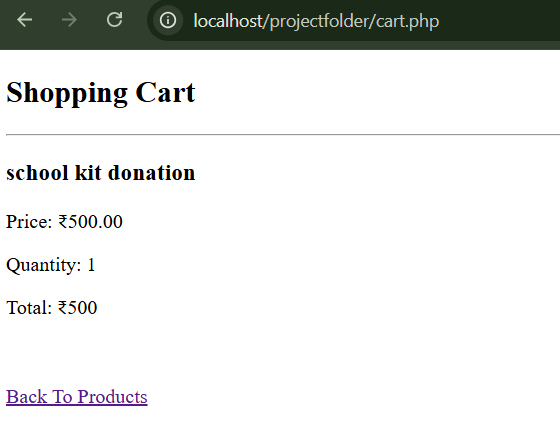 localhost/projectfolder/cart.php
Shopping Cart
school kit donation
Price: ₹500.00
Quantity: 1
Total: ₹500
Back To Products